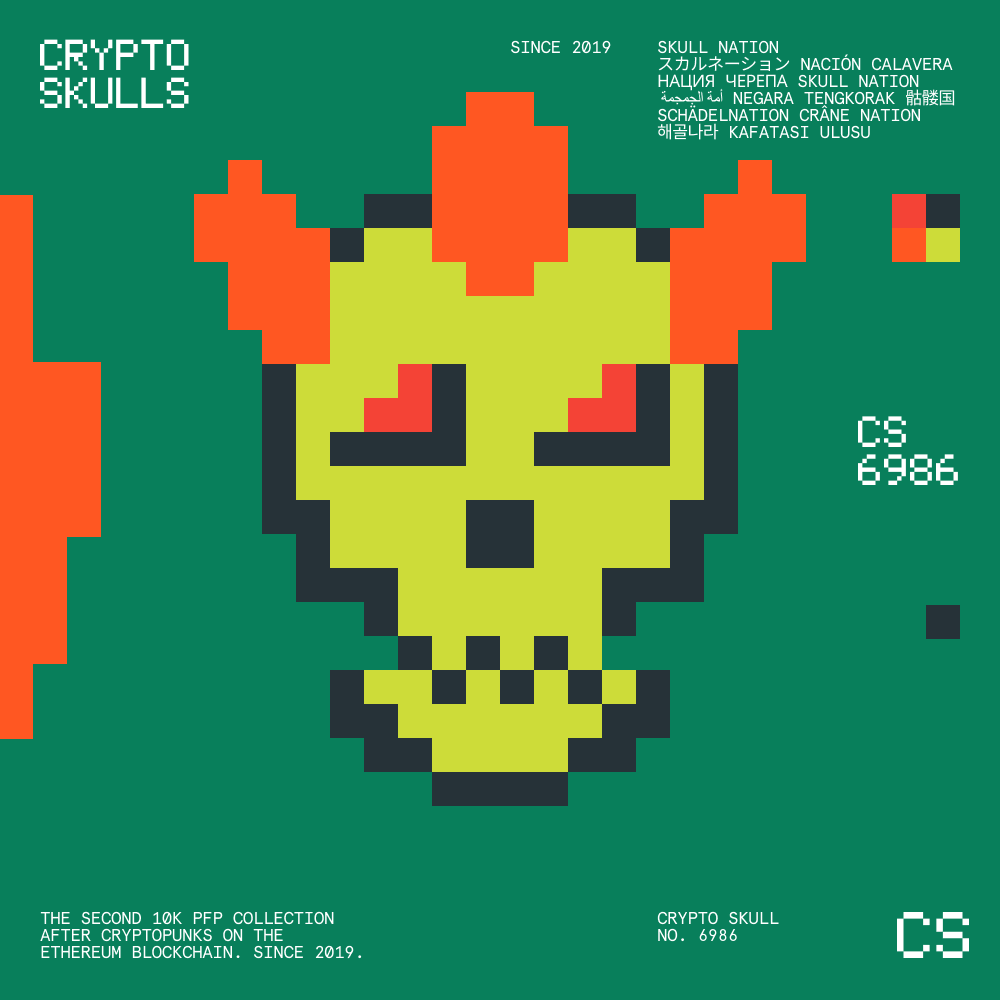 CRYPTO
SKULLS
SINCE 2019
SKULL NATION
スカルネーション NACIÓN CALAVERA
НАЦИЯ ЧЕРЕПА SKULL NATION
أمة الجمجمة NEGARA TENGKORAK 骷髅国
SCHÄDELNATION CRÂNE NATION
해골나라 KAFATASI ULUSU
CS
6986
THE SECOND 10K PFP COLLECTION
AFTER CRYPTOPUNKS ON THE
ETHEREUM BLOCKCHAIN. SINCE 2019.
CRYPTO SKULL
NO. 6986
CS